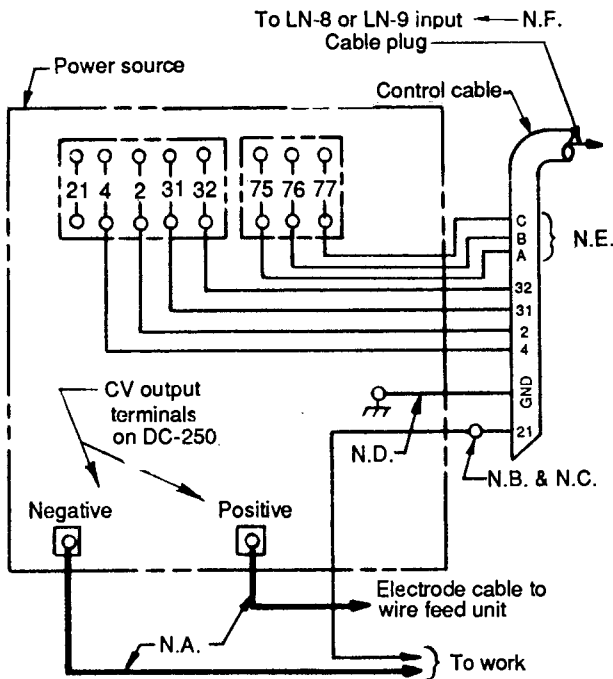 To LN-8 or LN-9 input
N.F.
Cable plug
Power source
Control cable
21 4 2 31 32 75 76 77
C
B
A
N.E.
32
31
2
4
GND
21
CV output
terminals
on DC-250
N.D.
N.B. & N.C.
Negative
Positive
Electrode cable to
wire feed unit
N.A.
To work